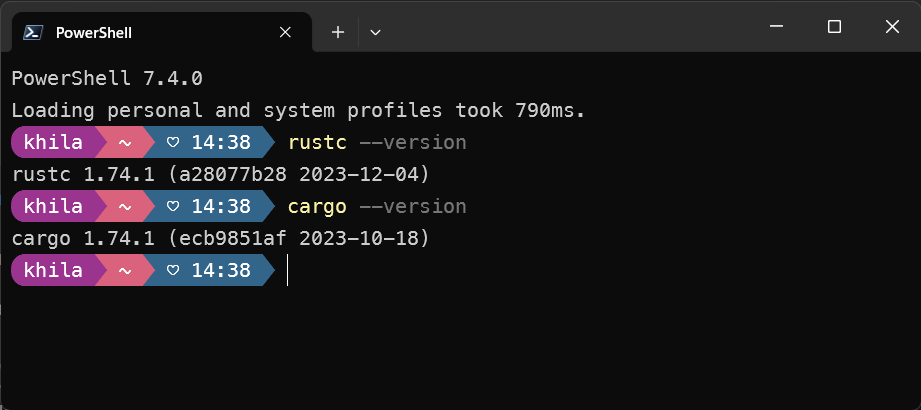 PowerShell
PowerShell 7.4.0
Loading personal and system profiles took 790ms.
khila ~ ♡ 14:38 rustc --version
rustc 1.74.1 (a28077b28 2023-12-04)
khila ~ ♡ 14:38 cargo --version
cargo 1.74.1 (ecb9851af 2023-10-18)
khila ~ ♡ 14:38